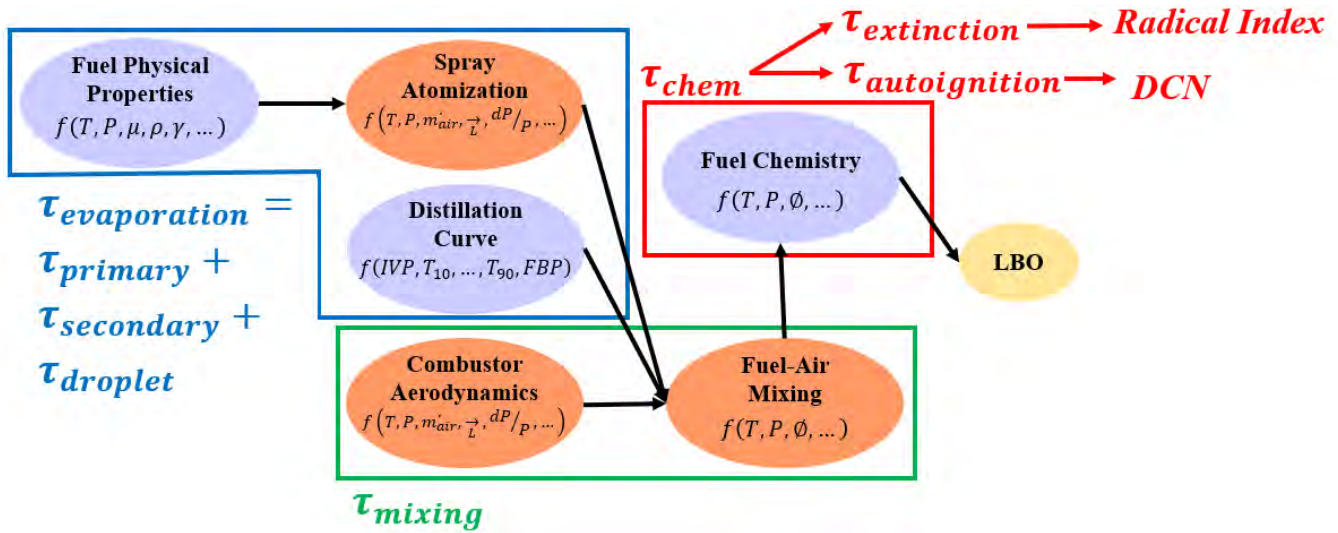 Fuel Physical
Properties
f(T, P, μ, ρ, γ, …)
Spray
Atomization
f(T, P, ṁair, L⃗, dP/P, …)
τextinction
Radical Index
τchem
τautoignition
DCN
Fuel Chemistry
f(T, P, ∅, …)
τevaporation =
τprimary +
τsecondary +
τdroplet
Distillation
Curve
f(IVP, T10, …, T90, FBP)
LBO
Combustor
Aerodynamics
f(T, P, ṁair, L⃗, dP/P, …)
Fuel-Air
Mixing
f(T, P, ∅, …)
τmixing